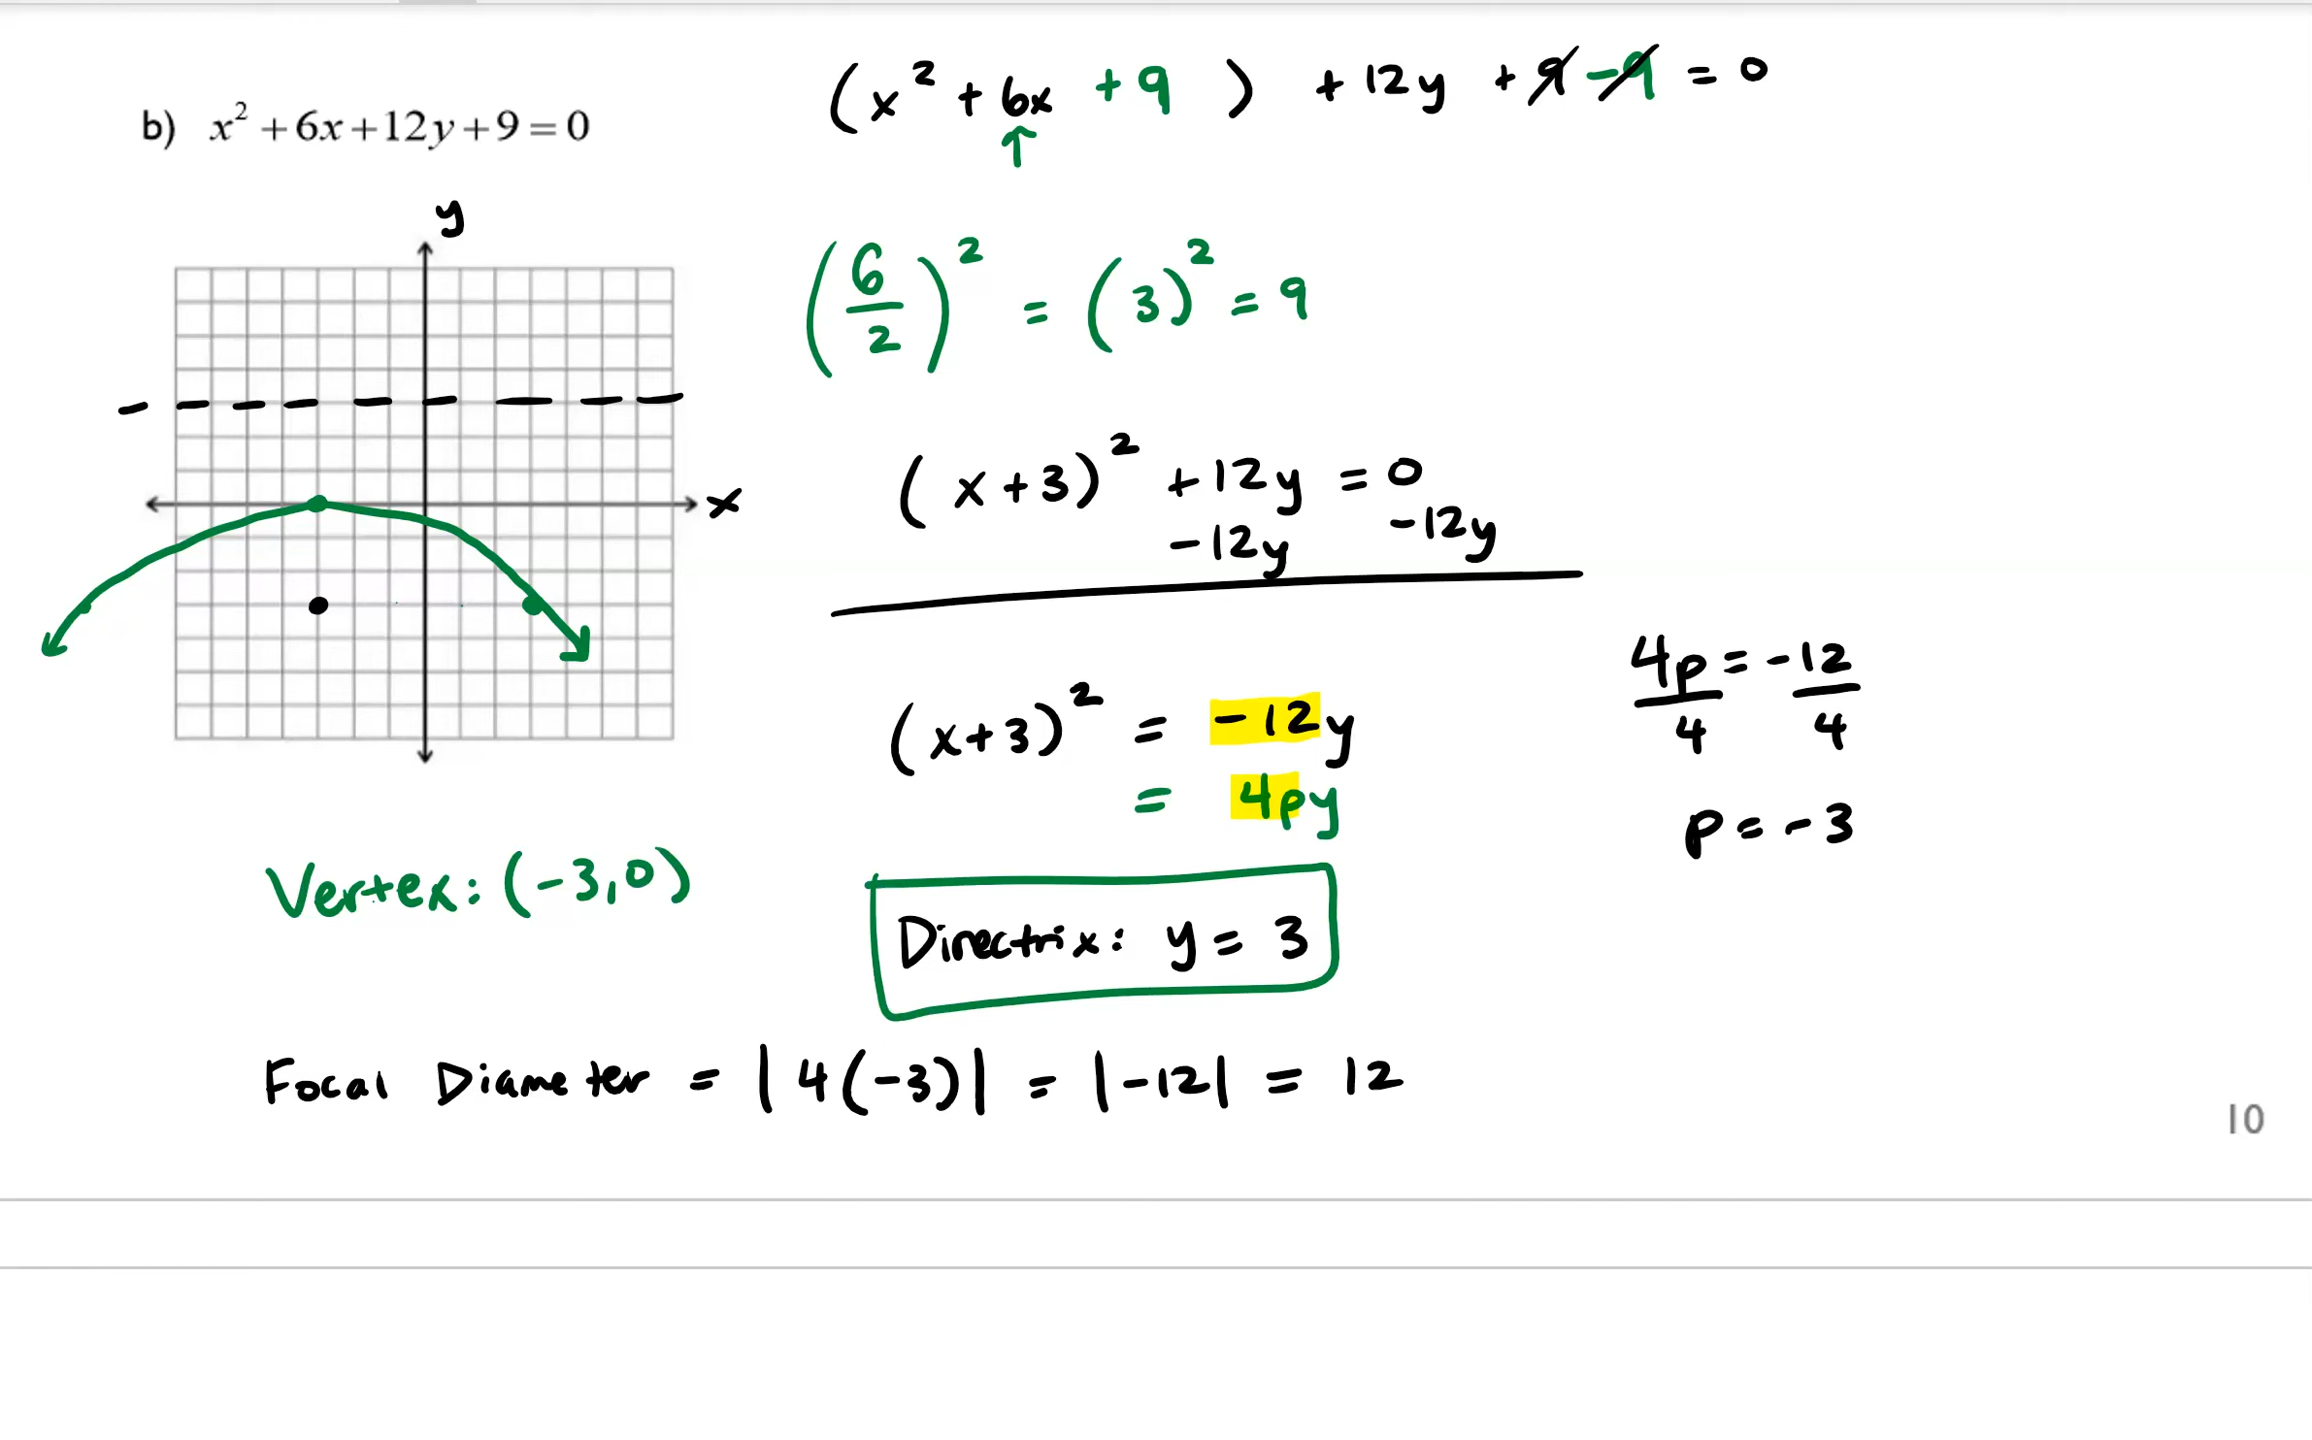 (x² + 6x + 9) + 12y + 9 - 9 = 0
↑
b) x² + 6x + 12y + 9 = 0
y
(6/2)² = (3)² = 9
x
(x+3)² + 12y = 0
-12y -12y
(x+3)² = -12y
= 4py
4p = -12
4 4
p = -3
Vertex: (-3,0)
Directrix: y = 3
Focal Diameter = |4(-3)| = |-12| = 12
10